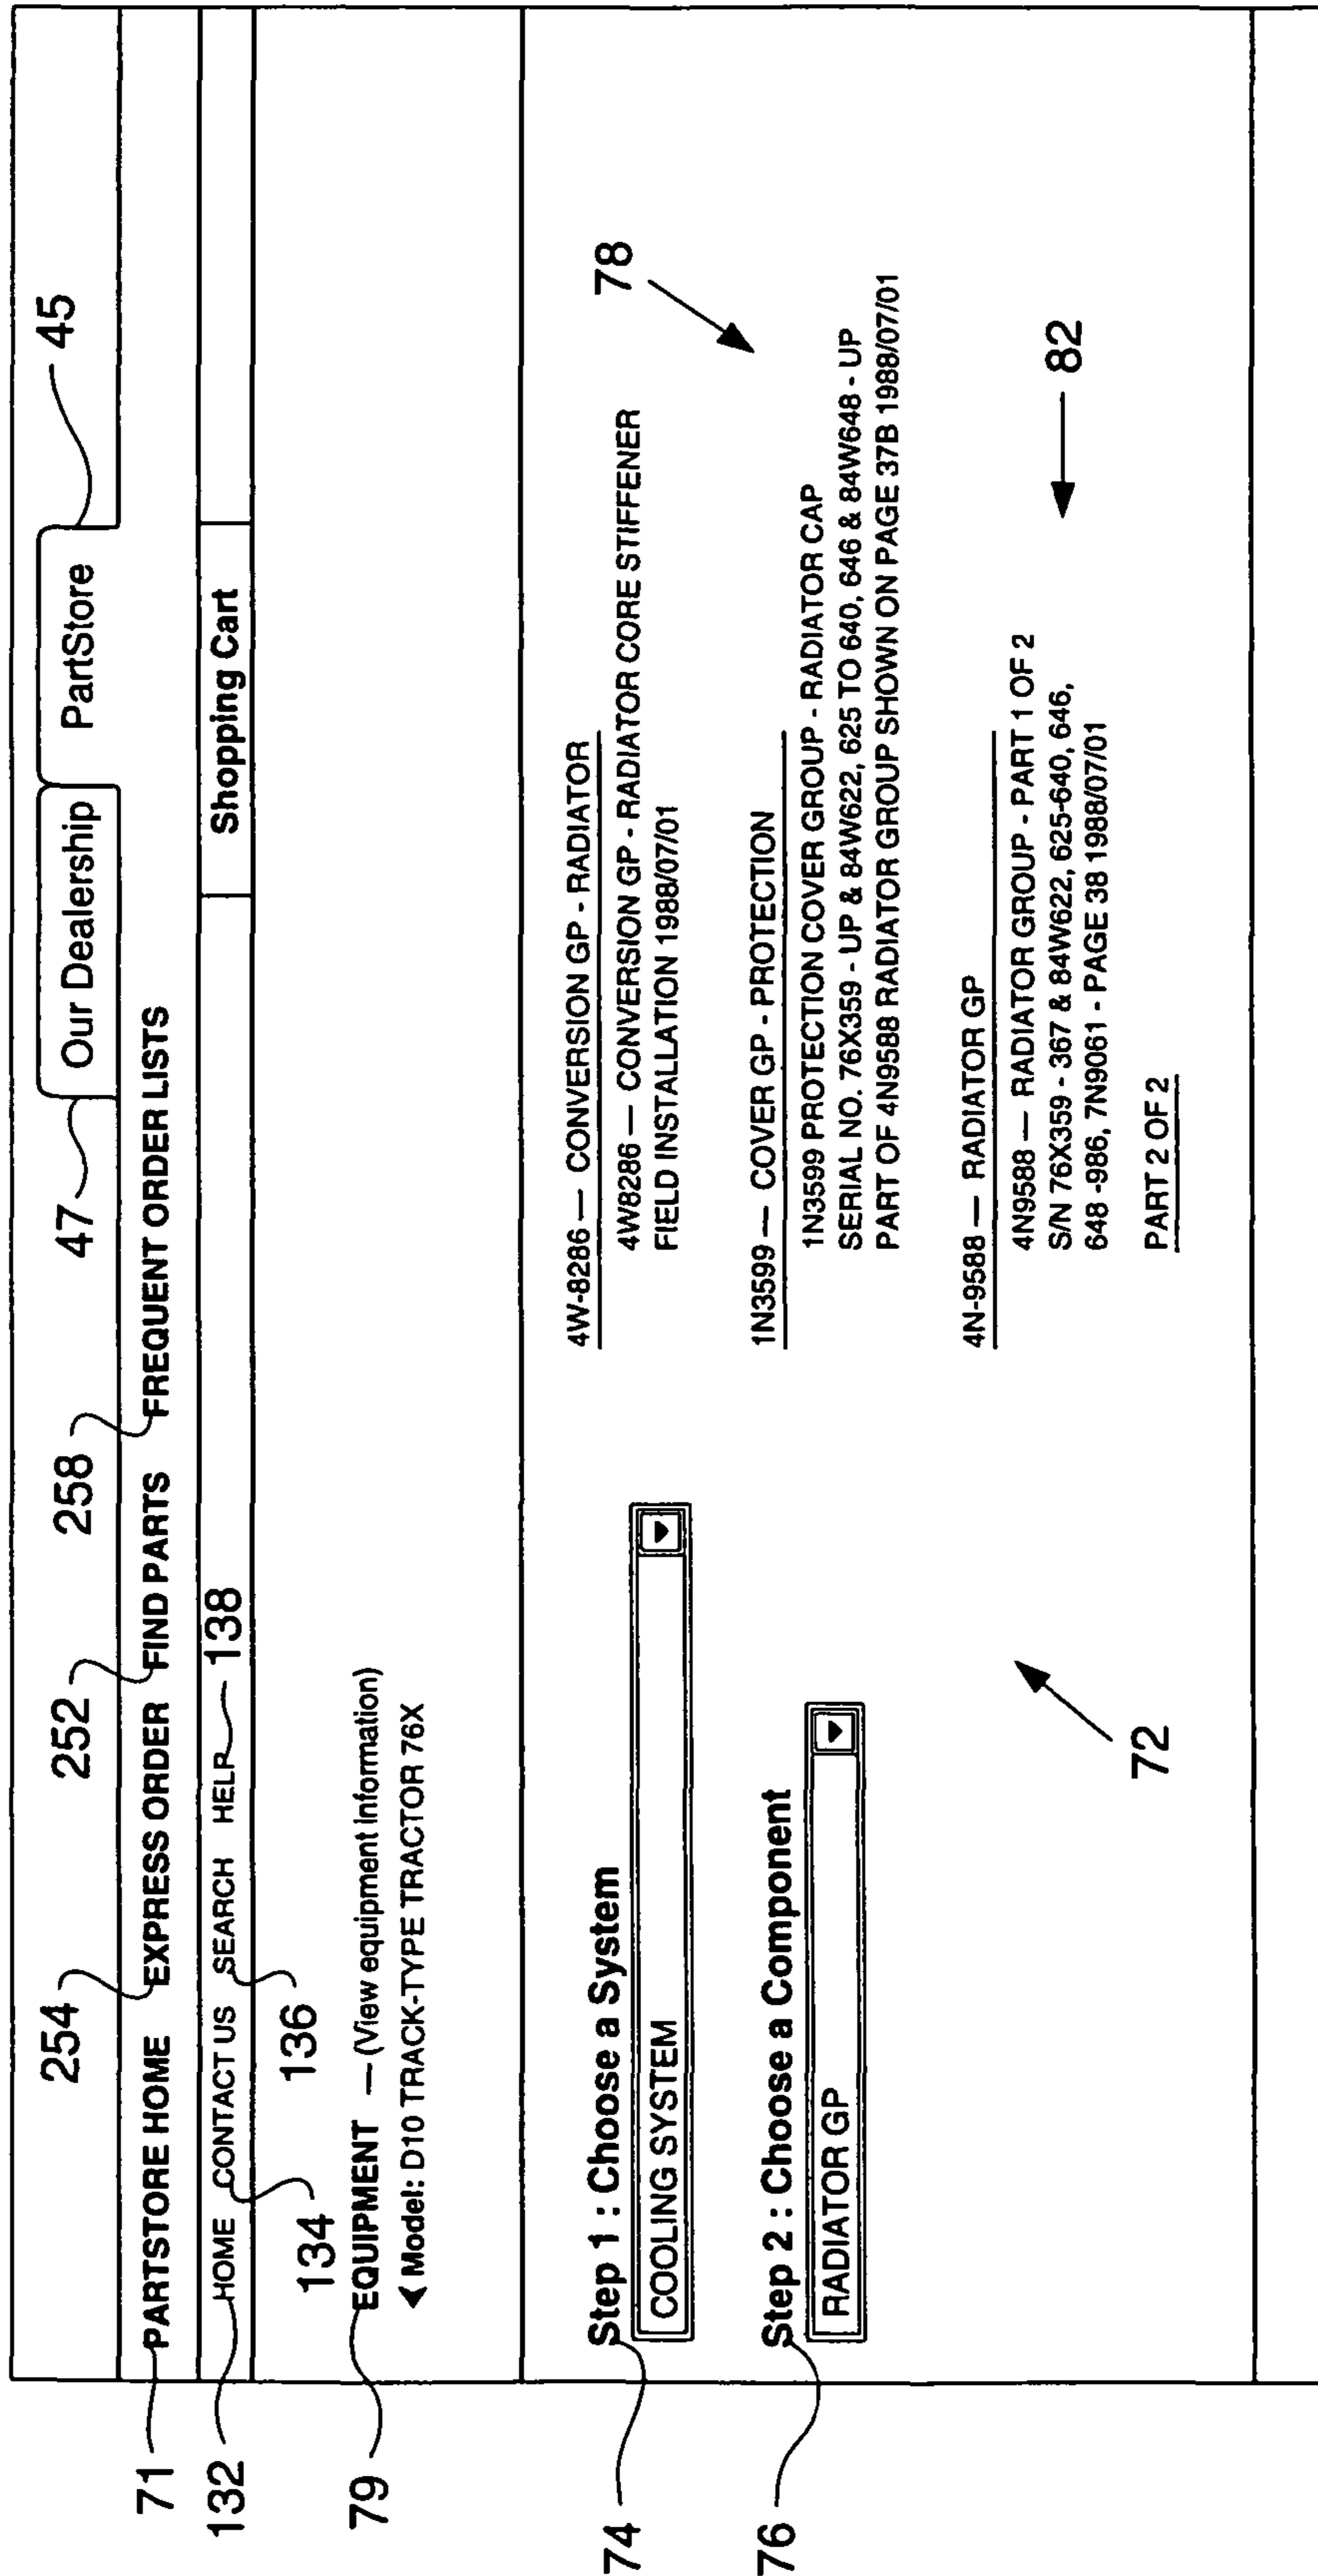 47
Our Dealership
PartStore
45
254
252
258
71
PARTSTORE HOME
EXPRESS ORDER
FIND PARTS
FREQUENT ORDER LISTS
132
HOME
CONTACT US
SEARCH
HELP
138
Shopping Cart
134
136
79
EQUIPMENT — (View equipment information)
Model: D10 TRACK-TYPE TRACTOR 76X
74
Step 1 : Choose a System
COOLING SYSTEM
76
Step 2 : Choose a Component
RADIATOR GP
72
4W-8286 — CONVERSION GP - RADIATOR
4W8286 — CONVERSION GP - RADIATOR CORE STIFFENER
FIELD INSTALLATION 1988/07/01
78
1N3599 — COVER GP - PROTECTION
1N3599 PROTECTION COVER GROUP - RADIATOR CAP
SERIAL NO. 76X359 - UP & 84W622, 625 TO 640, 646 & 84W648 - UP
PART OF 4N9588 RADIATOR GROUP SHOWN ON PAGE 37B 1988/07/01
4N-9588 — RADIATOR GP
4N9588 — RADIATOR GROUP - PART 1 OF 2
S/N 76X359 - 367 & 84W622, 625-640, 646,
648 -986, 7N9061 - PAGE 38 1988/07/01
82
PART 2 OF 2